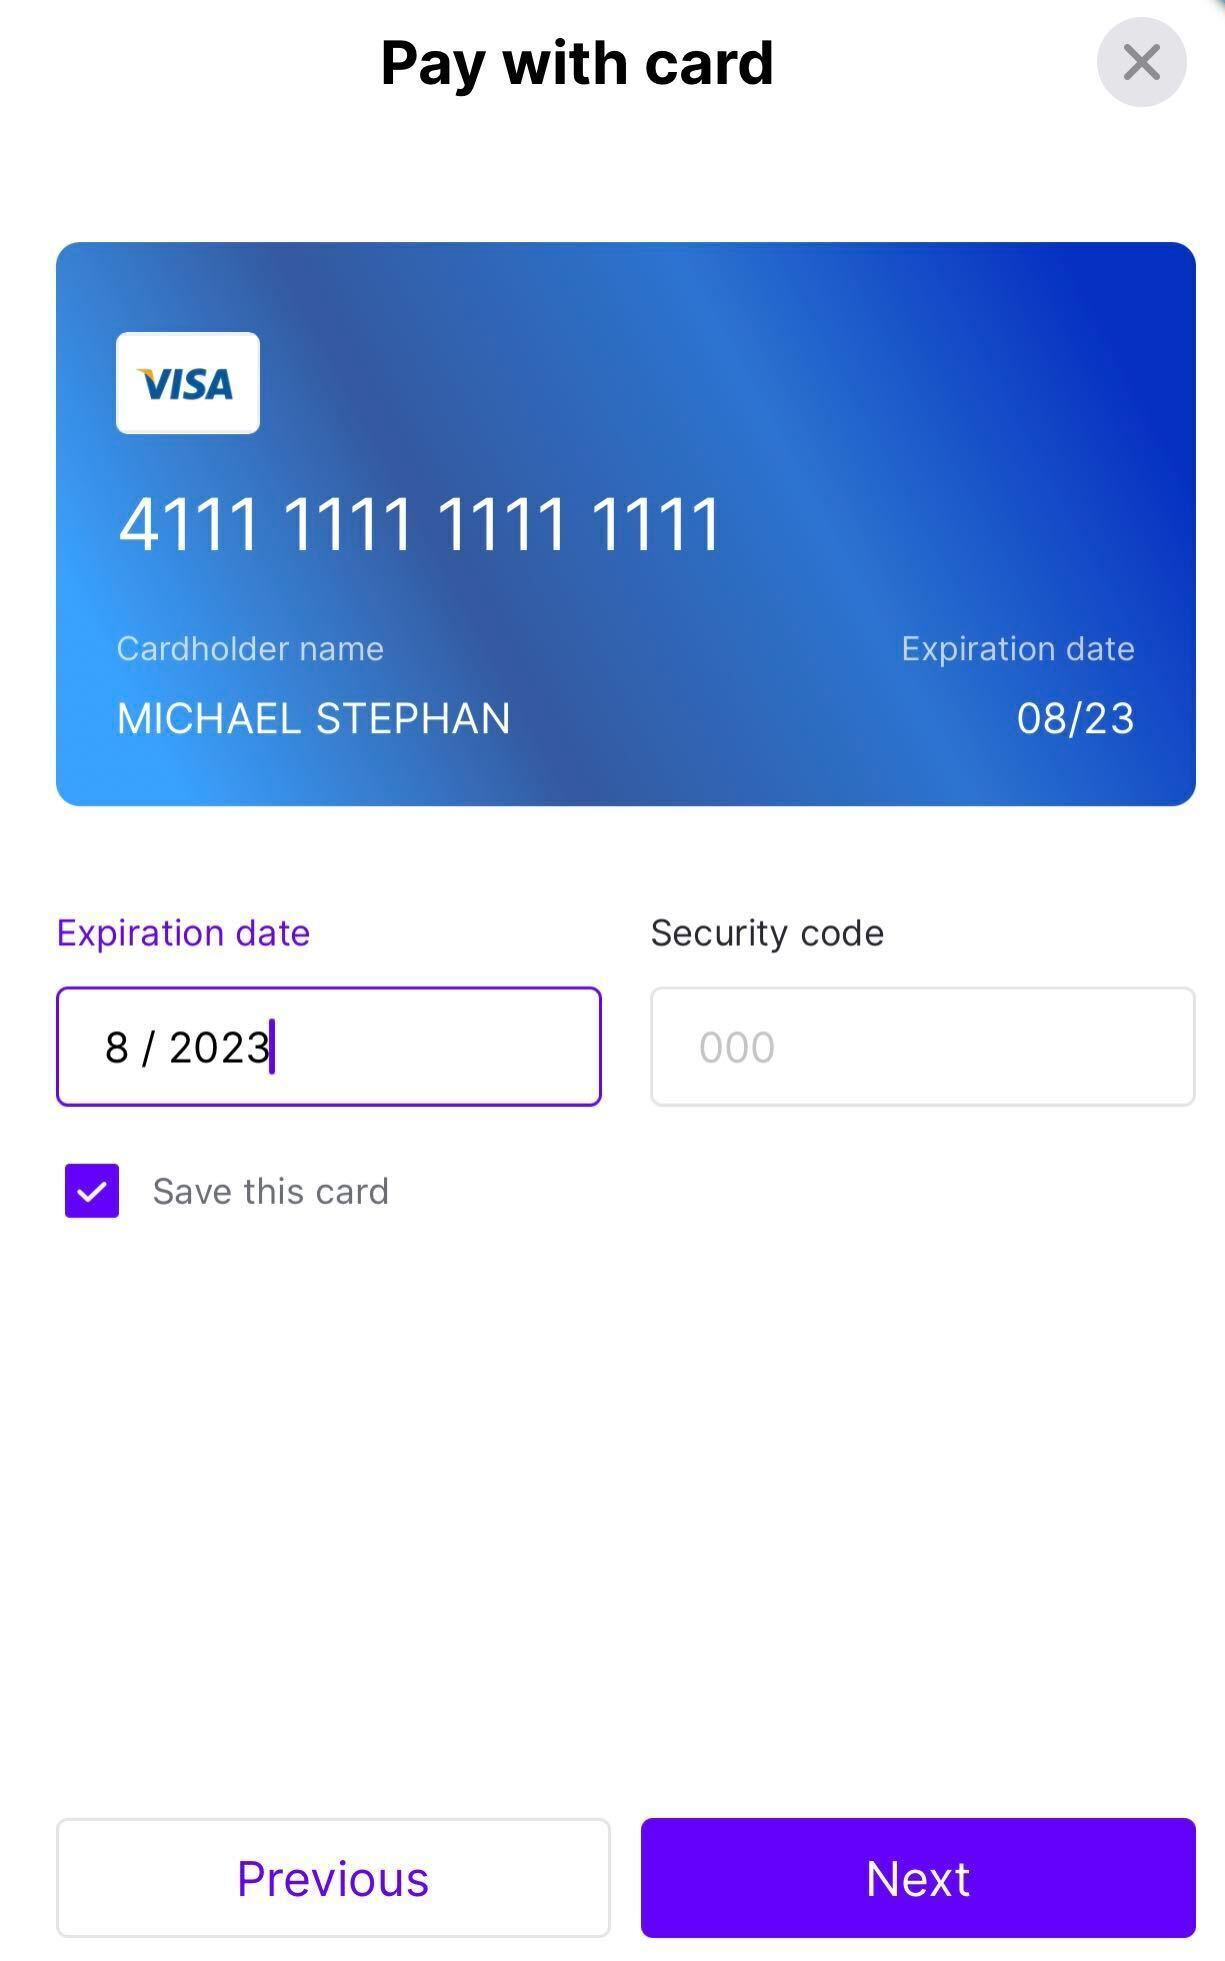 Pay with card
VISA
4111 1111 1111 1111
Cardholder name
Expiration date
MICHAEL STEPHAN
08/23
Expiration date
Security code
8 / 2023
000
Save this card
Previous
Next